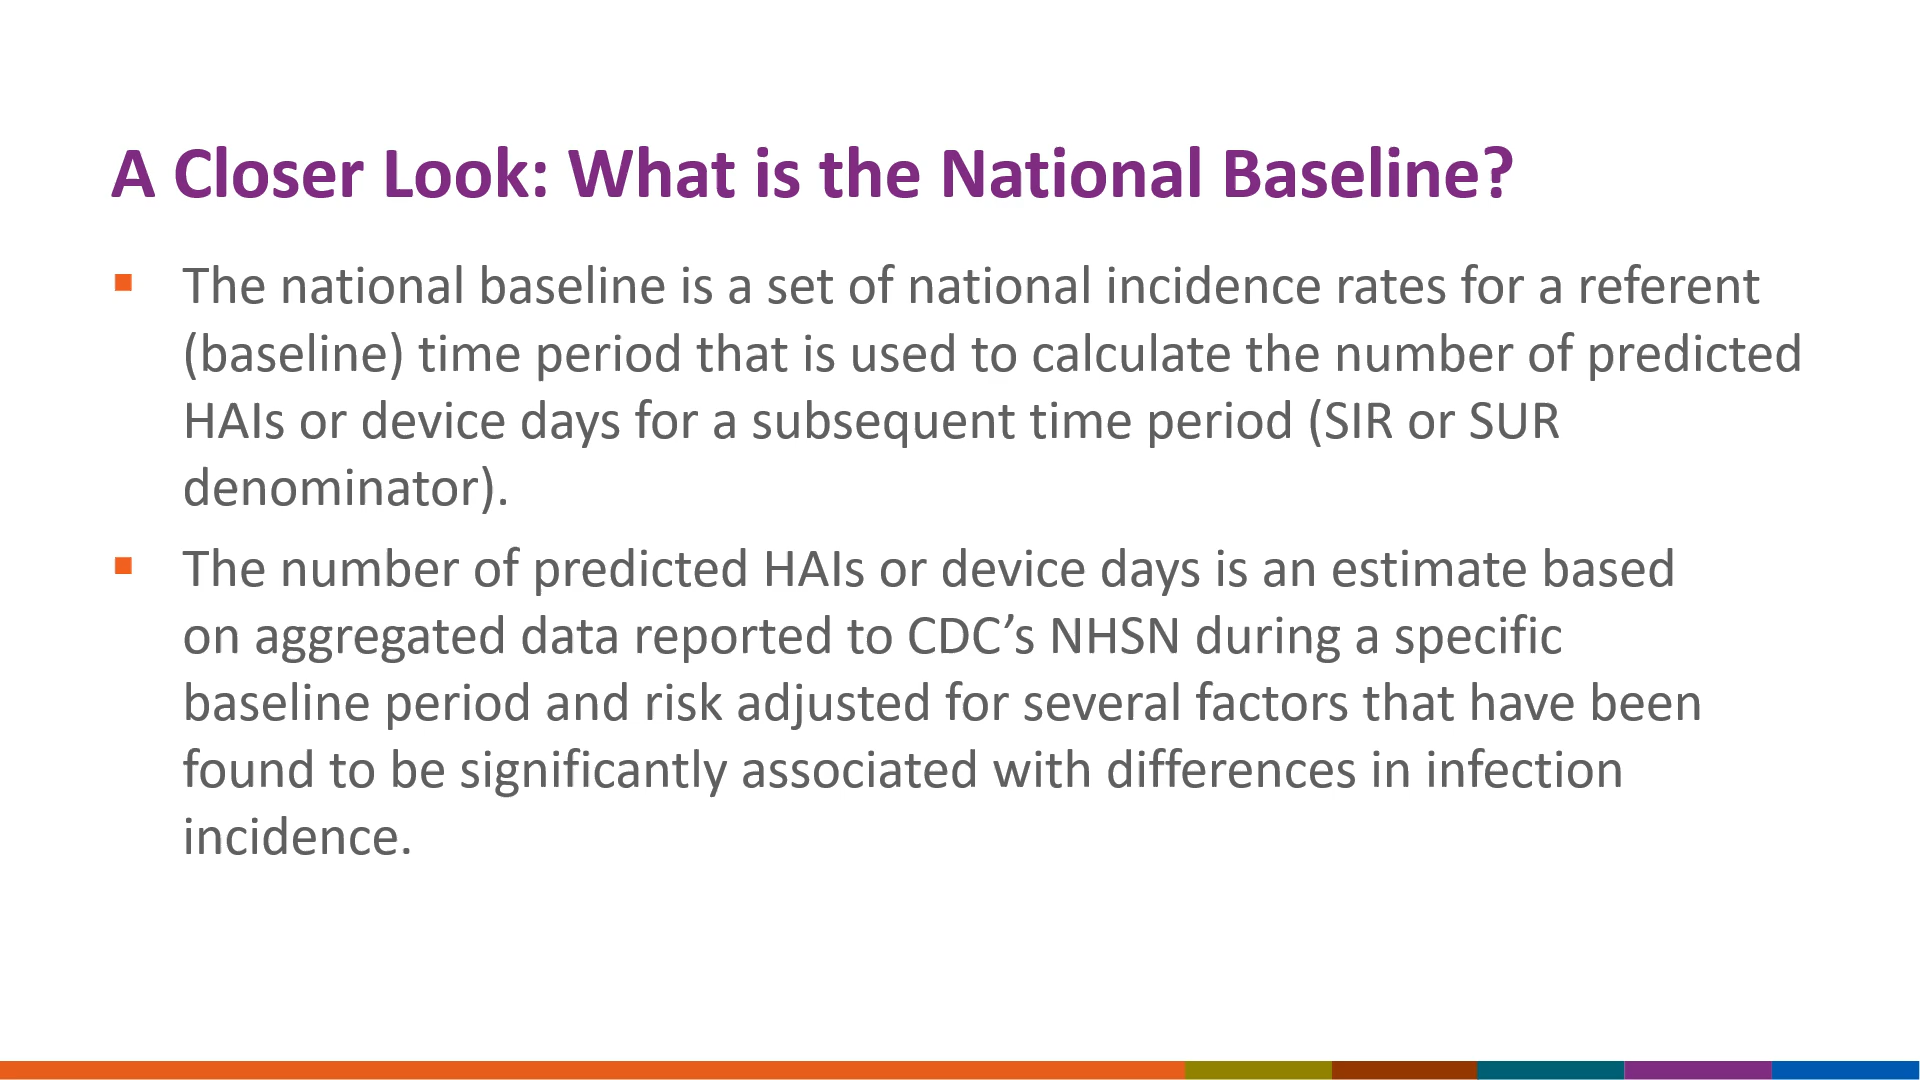 A Closer Look: What is the National Baseline?
▪ The national baseline is a set of national incidence rates for a referent
(baseline) time period that is used to calculate the number of predicted
HAIs or device days for a subsequent time period (SIR or SUR
denominator).
▪ The number of predicted HAIs or device days is an estimate based
on aggregated data reported to CDC’s NHSN during a specific
baseline period and risk adjusted for several factors that have been
found to be significantly associated with differences in infection
incidence.